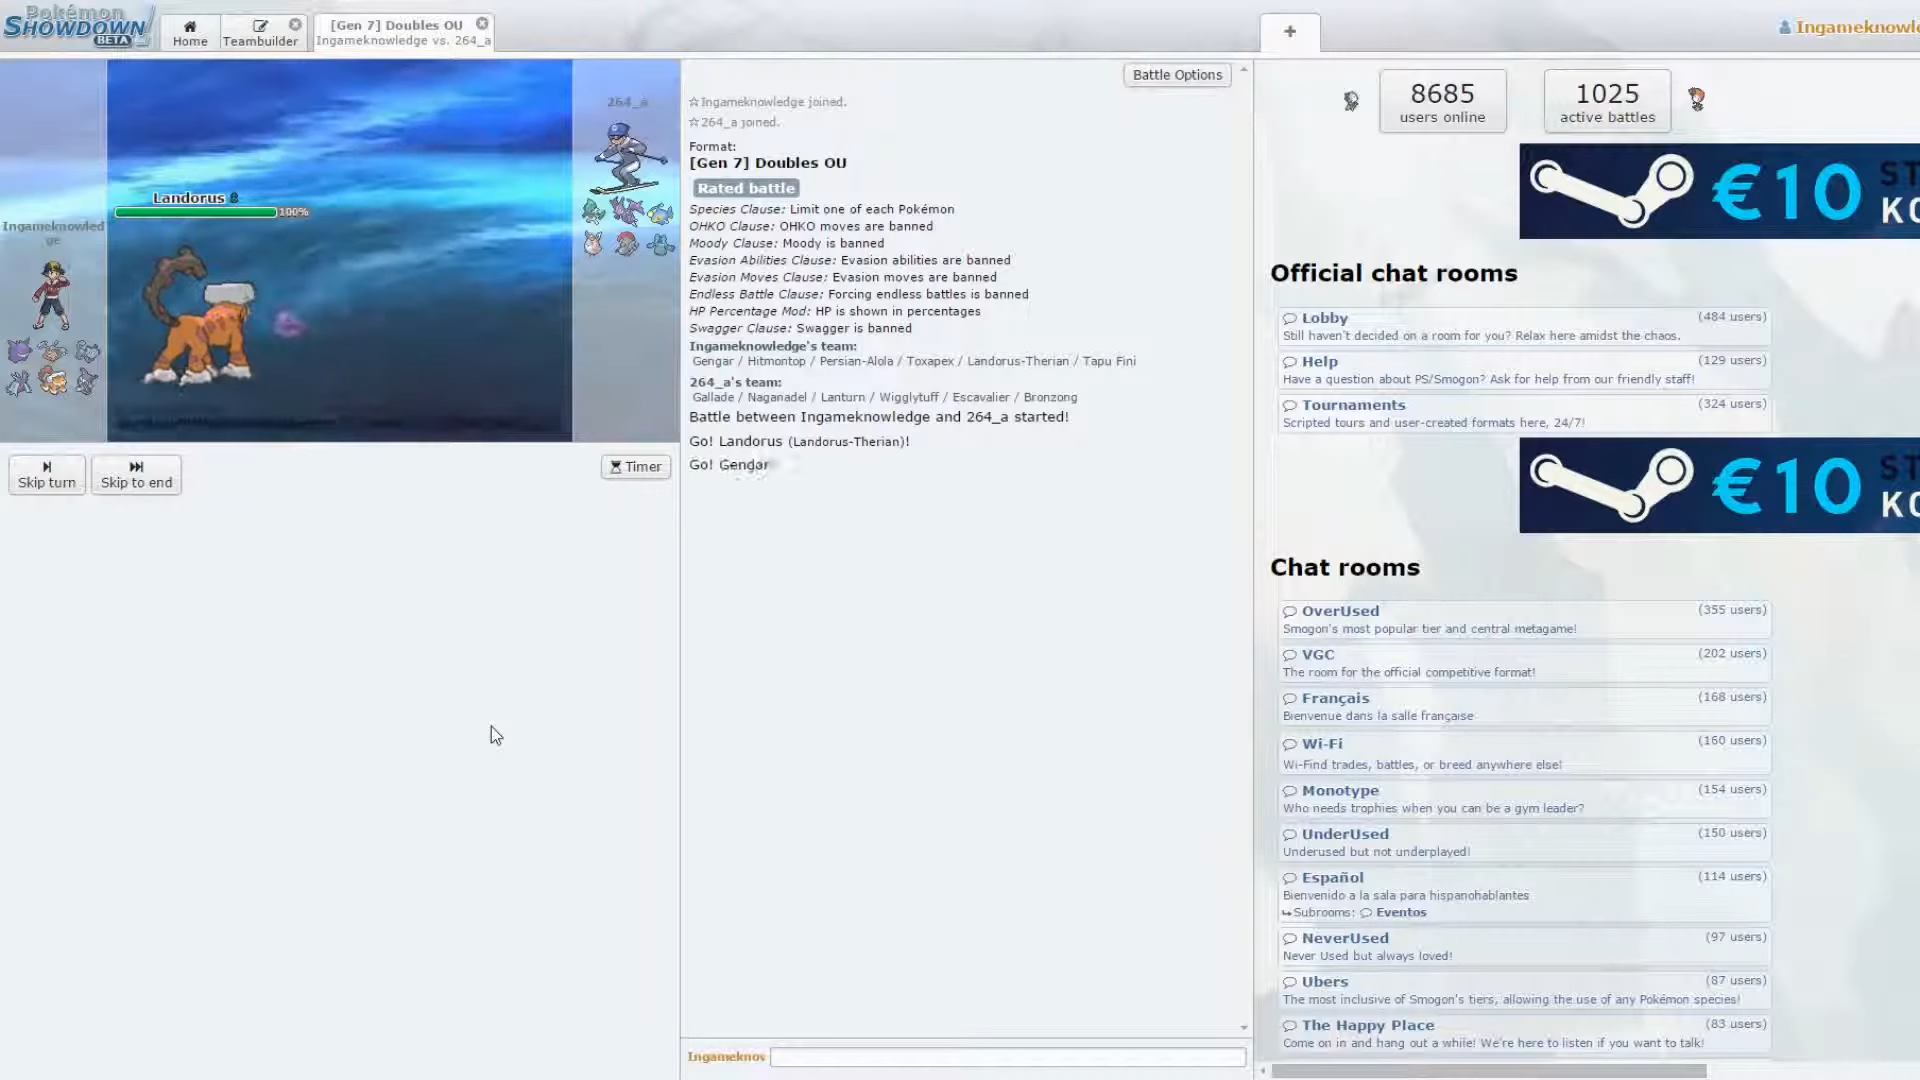 Pokémon
SHOWDOWN
BETA
Home
Teambuilder
[Gen 7] Doubles OU
Ingameknowledge vs. 264_a
+
Ingameknowle
264_a
Landorus
100%
Ingameknowled
ge
Skip turn
Skip to end
Timer
Battle Options
☆Ingameknowledge joined.
☆264_a joined.
Format:
[Gen 7] Doubles OU
Rated battle
Species Clause: Limit one of each Pokémon
OHKO Clause: OHKO moves are banned
Moody Clause: Moody is banned
Evasion Abilities Clause: Evasion abilities are banned
Evasion Moves Clause: Evasion moves are banned
Endless Battle Clause: Forcing endless battles is banned
HP Percentage Mod: HP is shown in percentages
Swagger Clause: Swagger is banned
Ingameknowledge's team:
Gengar / Hitmontop / Persian-Alola / Toxapex / Landorus-Therian / Tapu Fini
264_a's team:
Gallade / Naganadel / Lanturn / Wigglytuff / Escavalier / Bronzong
Battle between Ingameknowledge and 264_a started!
Go! Landorus (Landorus-Therian)!
Go! Gengar
Ingameknov
8685
users online
1025
active battles
€10
KO
Official chat rooms
Lobby (484 users)
Still haven't decided on a room for you? Relax here amidst the chaos.
Help (129 users)
Have a question about PS/Smogon? Ask for help from our friendly staff!
Tournaments (324 users)
Scripted tours and user-created formats here, 24/7!
€10
KO
Chat rooms
OverUsed (355 users)
Smogon's most popular tier and central metagame!
VGC (202 users)
The room for the official competitive format!
Français (168 users)
Bienvenue dans la salle française
Wi-Fi (160 users)
Wi-Find trades, battles, or breed anywhere else!
Monotype (154 users)
Who needs trophies when you can be a gym leader?
UnderUsed (150 users)
Underused but not underplayed!
Español (114 users)
Bienvenido a la sala para hispanohablantes
Subrooms: Eventos
NeverUsed (97 users)
Never Used but always loved!
Ubers (87 users)
The most inclusive of Smogon's tiers, allowing the use of any Pokémon species!
The Happy Place (83 users)
Come on in and hang out a while! We're here to listen if you want to talk!